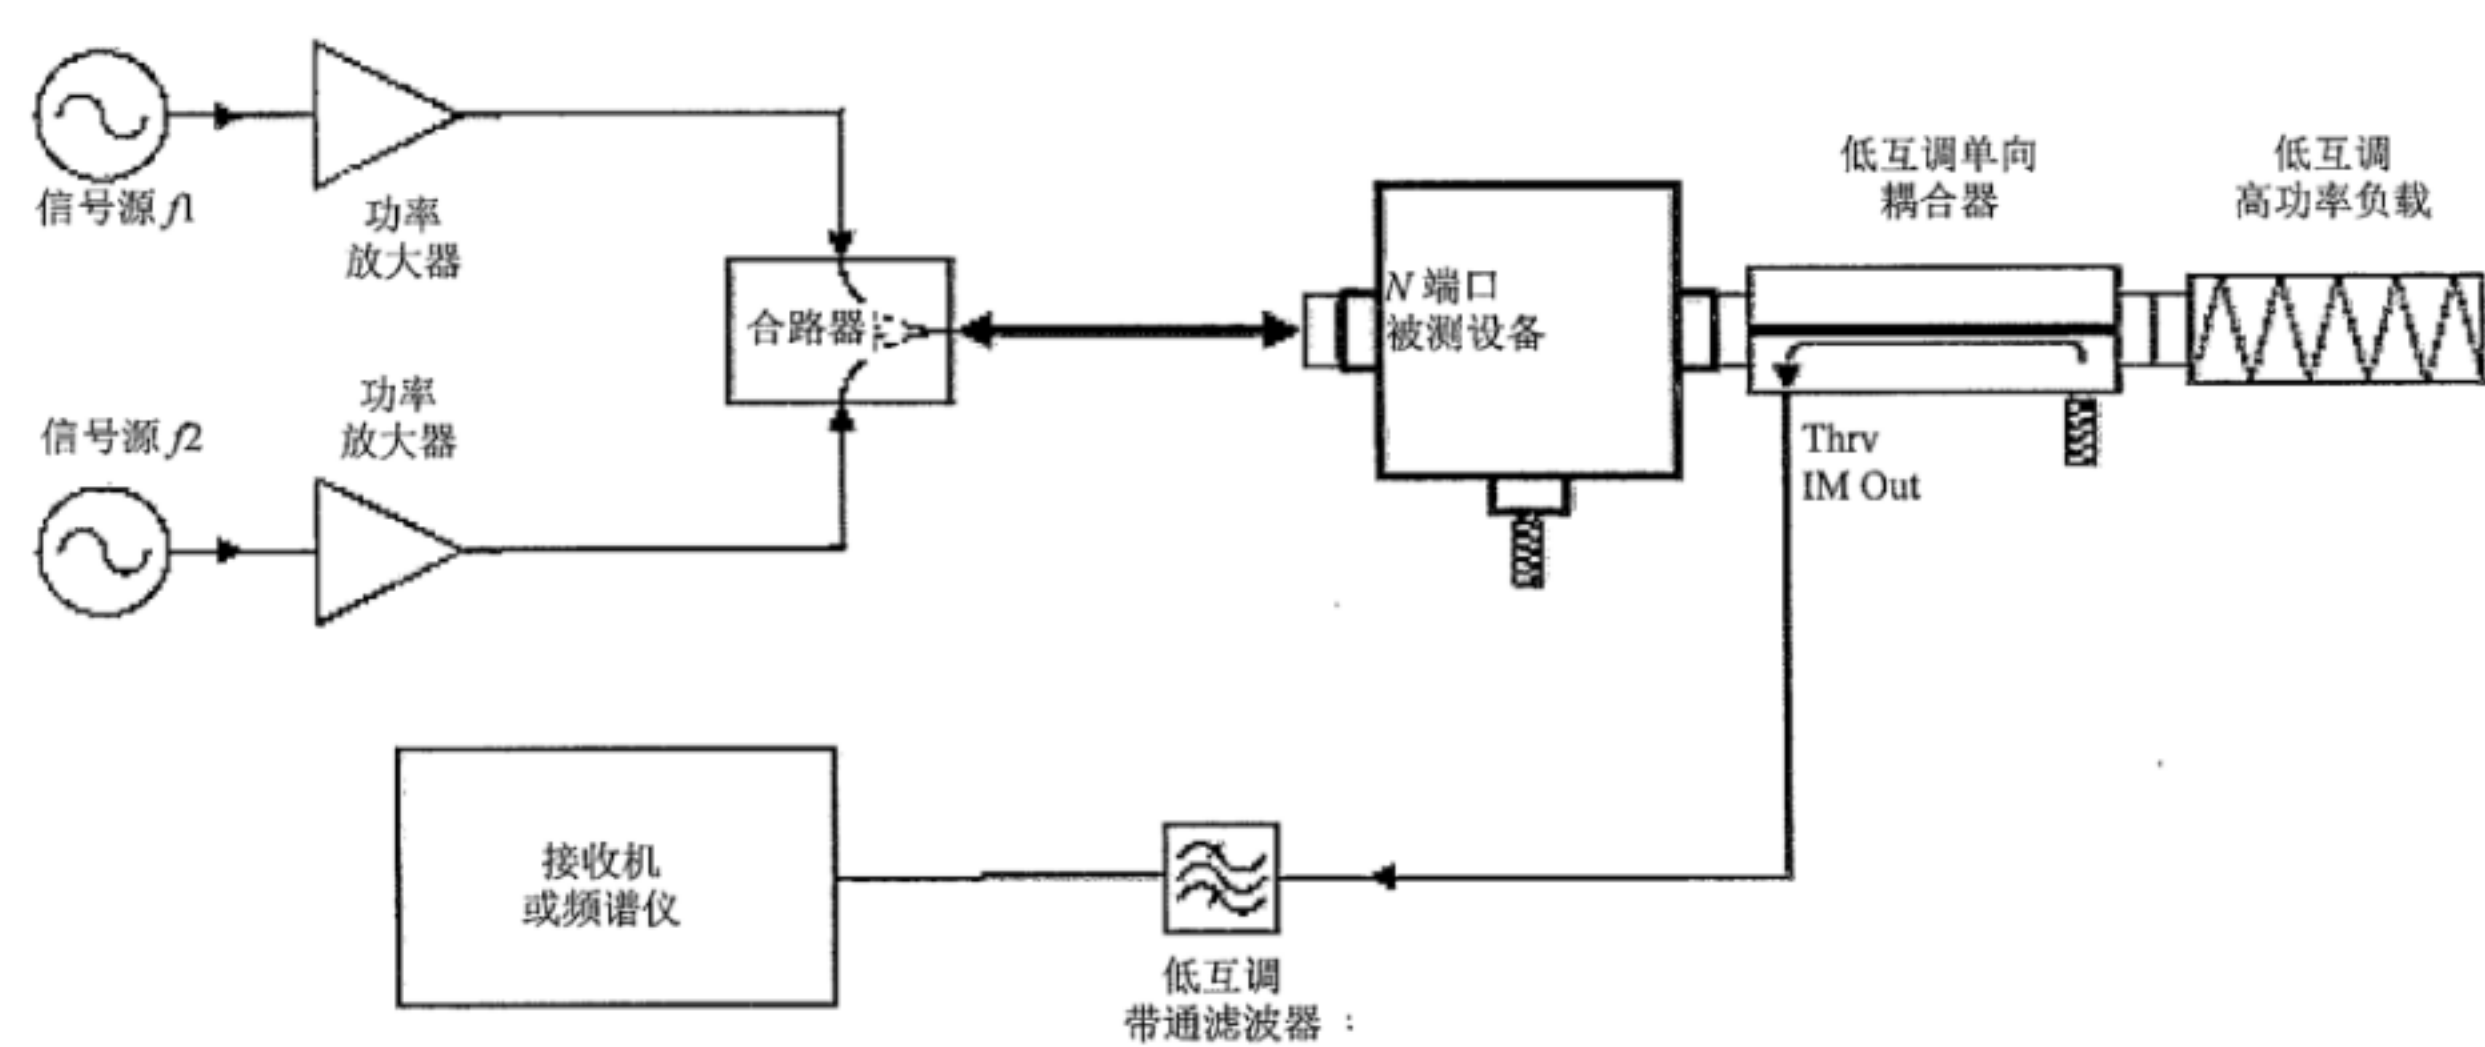 信号源 f1
功率
放大器
低互调单向
耦合器
低互调
高功率负载
合路器
N 端口
被测设备
信号源 f2
功率
放大器
Thrv
IM Out
接收机
或频谱仪
低互调
带通滤波器 :